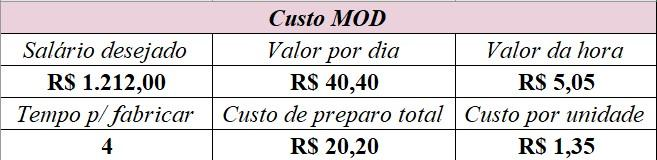 Custo MOD
Salário desejado Valor por dia Valor da hora
R$ 1.212,00 R$ 40,40 R$ 5,05
Tempo p/ fabricar Custo de preparo total Custo por unidade
4 R$ 20,20 R$ 1,35